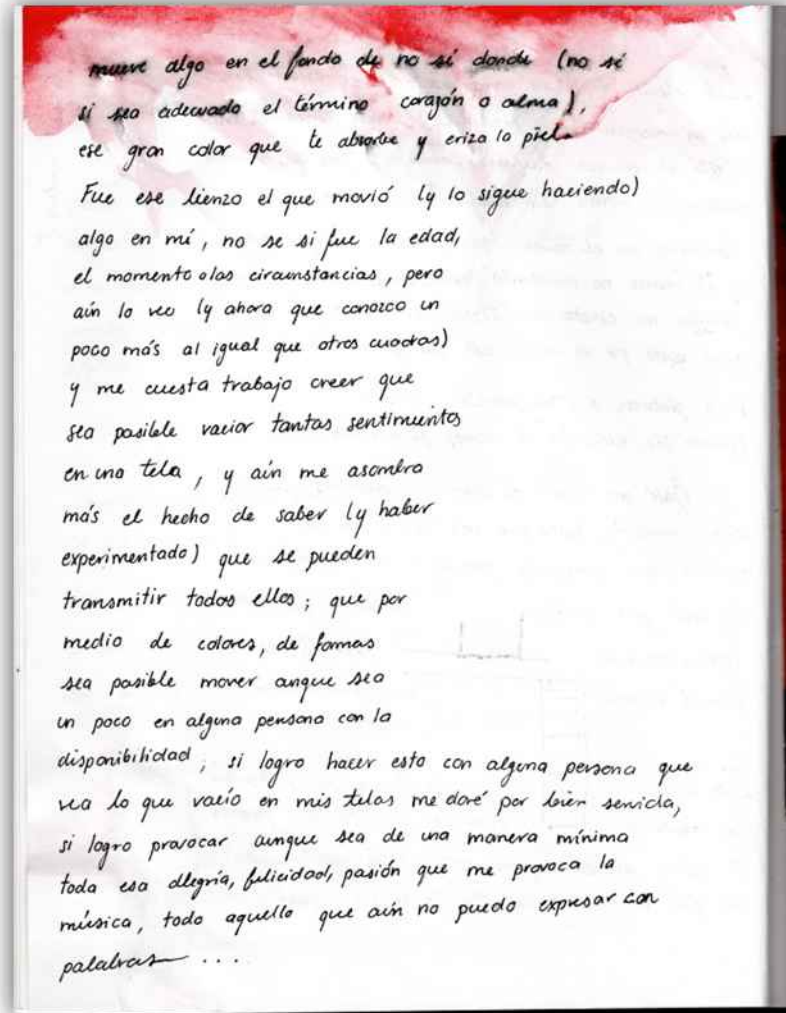 mueve algo en el fondo de no sé donde (no sé
si sea adecuado el término corazón o alma),
ese gran color que te absorbe y eriza la piel.
Fue ese lienzo el que movió (y lo sigue haciendo)
algo en mí, no se si fue la edad,
el momento o las circunstancias, pero
aún lo veo (y ahora que conozco un
poco más al igual que otros cuadros)
y me cuesta trabajo creer que
sea posible vaciar tantos sentimientos
en una tela, y aún me asombra
más el hecho de saber (y haber
experimentado) que se pueden
transmitir todos ellos; que por
medio de colores, de formas
sea posible mover aunque sea
un poco en alguna persona con la
disponibilidad; si logro hacer esto con alguna persona que
vea lo que vacío en mis telas me daré por bien servida,
si logro provocar aunque sea de una manera mínima
toda esa alegría, felicidad, pasión que me provoca la
música, todo aquello que aún no puedo expresar con
palabras ....